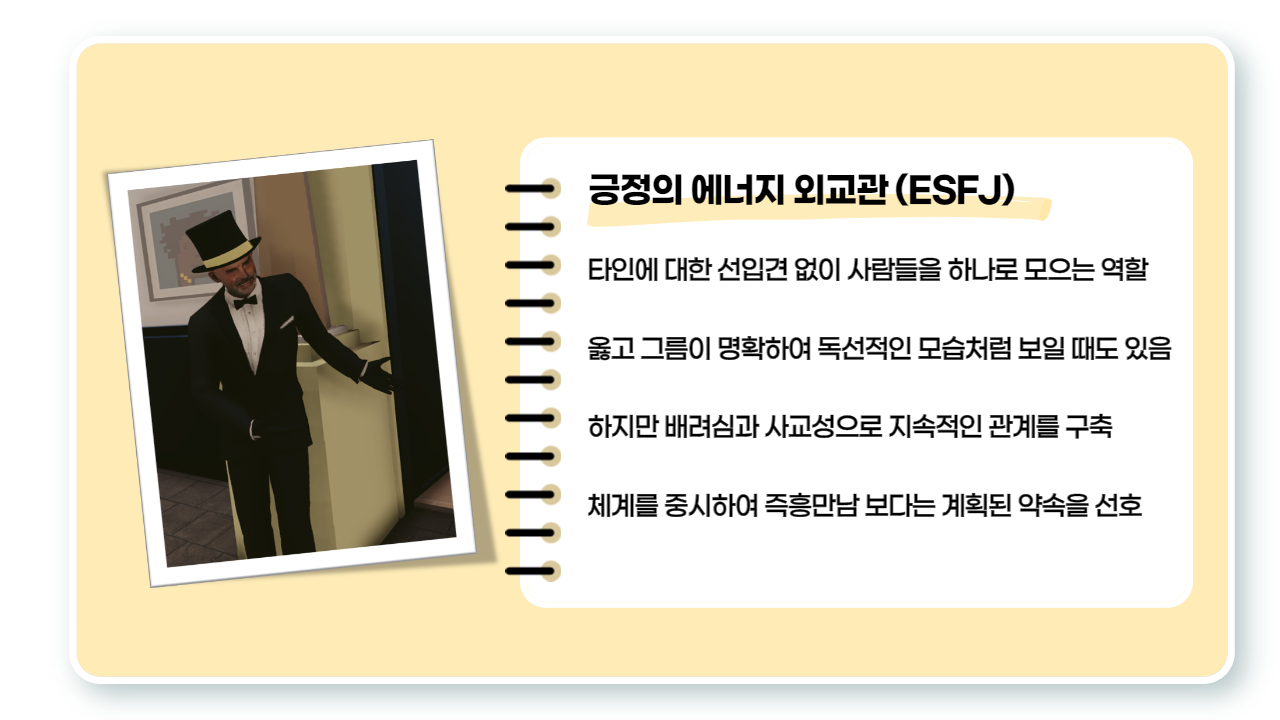 긍정의 에너지 외교관 (ESFJ)
타인에 대한 선입견 없이 사람들을 하나로 모으는 역할
옳고 그름이 명확하여 독선적인 모습처럼 보일 때도 있음
하지만 배려심과 사교성으로 지속적인 관계를 구축
체계를 중시하여 즉흥만남 보다는 계획된 약속을 선호